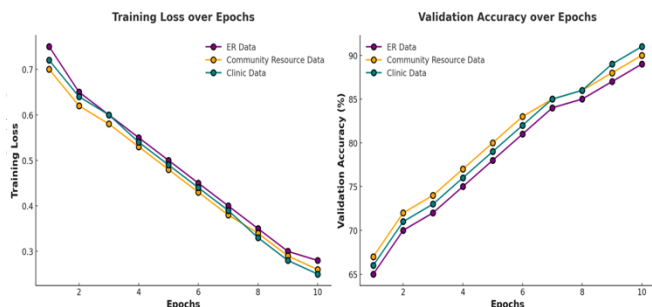 Training Loss over Epochs
ER Data
Community Resource Data
Clinic Data
0.7
0.6
0.5
0.4
0.3
Training Loss
2
4
6
8
10
Epochs
Validation Accuracy over Epochs
ER Data
Community Resource Data
Clinic Data
90
85
80
75
70
65
Validation Accuracy (%)
2
4
6
8
10
Epochs